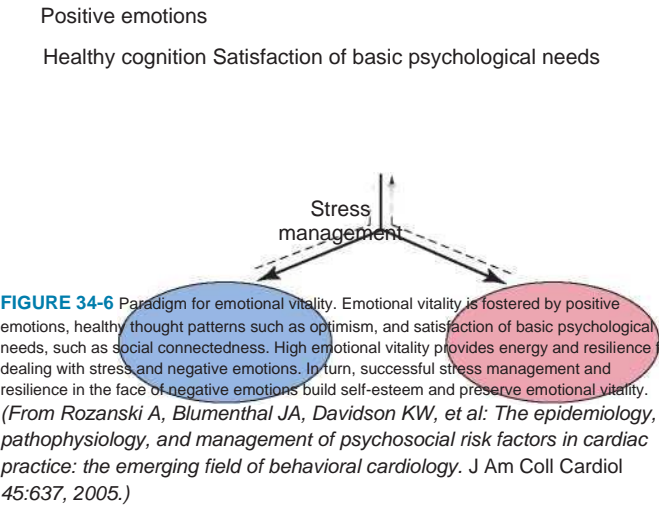 Positive emotions
Healthy cognition Satisfaction of basic psychological needs
Stress
management
FIGURE 34-6 Paradigm for emotional vitality. Emotional vitality is fostered by positive
emotions, healthy thought patterns such as optimism, and satisfaction of basic psychological
needs, such as social connectedness. High emotional vitality provides energy and resilience f
dealing with stress and negative emotions. In turn, successful stress management and
resilience in the face of negative emotions build self-esteem and preserve emotional vitality.
(From Rozanski A, Blumenthal JA, Davidson KW, et al: The epidemiology,
pathophysiology, and management of psychosocial risk factors in cardiac
practice: the emerging field of behavioral cardiology. J Am Coll Cardiol
45:637, 2005.)